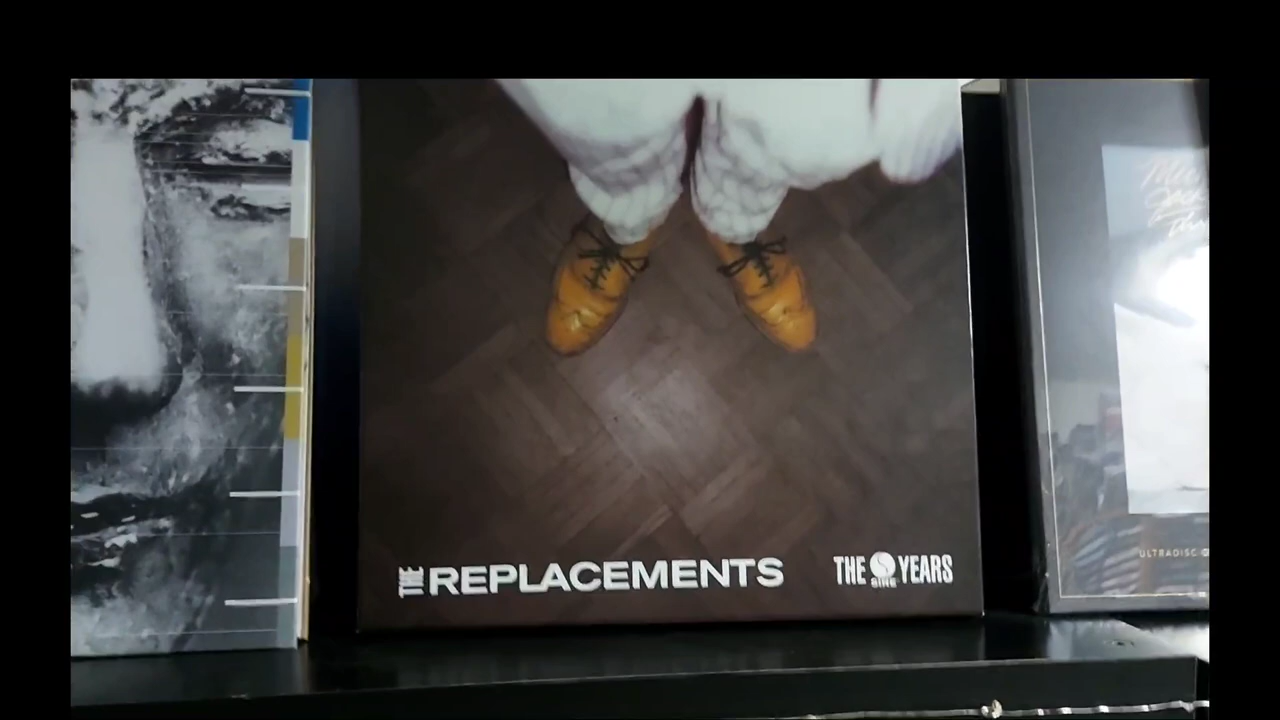 THE REPLACEMENTS
THE SIRE YEARS
ULTRADISC